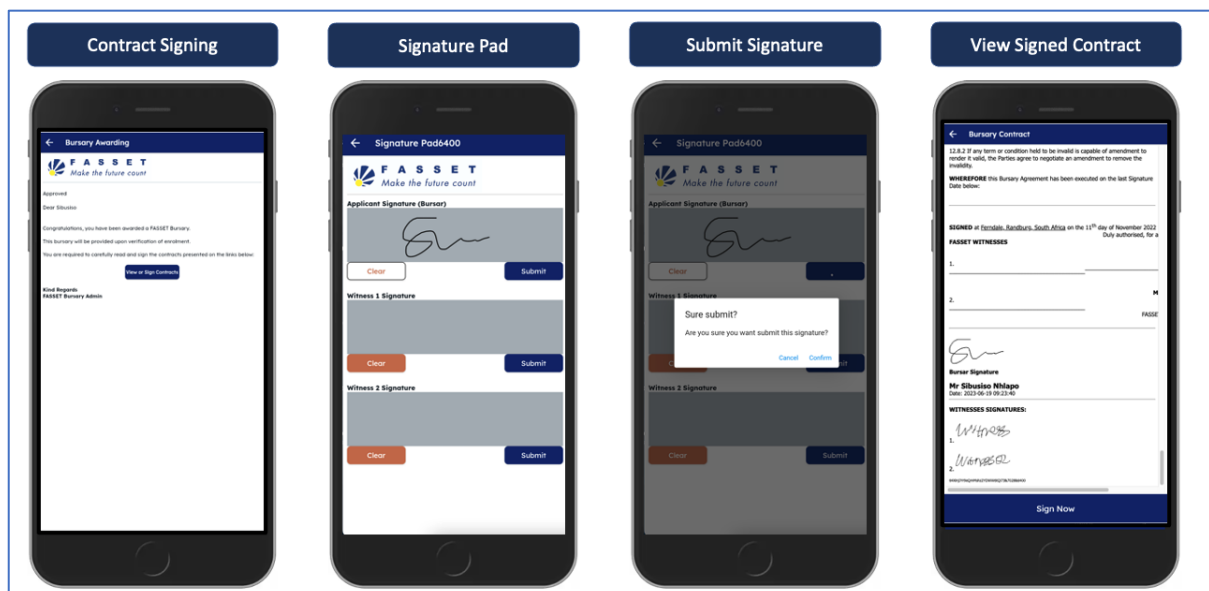 Contract Signing
Bursary Awarding
FASSET
Make the future count
Approved
Dear Sibusiso
Congratulations, you have been awarded a FASSET Bursary.
This bursary will be provided upon verification of enrolment.
You are required to carefully read and sign the contracts presented on the lines below:
View or Sign Contracts
Kind Regards
FASSET Bursary Admin
Signature Pad
Signature Pad6400
FASSET
Make the future count
Applicant Signature (Bursar)
Clear
Submit
Witness 1 Signature
Clear
Submit
Witness 2 Signature
Clear
Submit
Submit Signature
Signature Pad6400
FASSET
Make the future count
Applicant Signature (Bursar)
Clear
Witness 1 Signature
Sure submit?
Are you sure you want submit this signature?
Cancel
Confirm
Witness 2 Signature
Clear
Submit
View Signed Contract
Bursary Contract
12.8.2 If any term or condition held to be invalid is capable of amendment to
render it valid, the Parties agree to negotiate an amendment to remove the
invalidity.
WHEREFORE this Bursary Agreement has been executed on the last Signature
Date below:
SIGNED at Ferndale, Randburg, South Africa on the 11th day of November 2022
Duly authorised, for a
FASSET WITNESSES
1.
M
2.
FASSE
Bursar Signature
Mr Sibusiso Nhlapo
Date: 2023-06-19 09:23:40
WITNESSES SIGNATURES:
1. WITNESS
2.
Sign Now